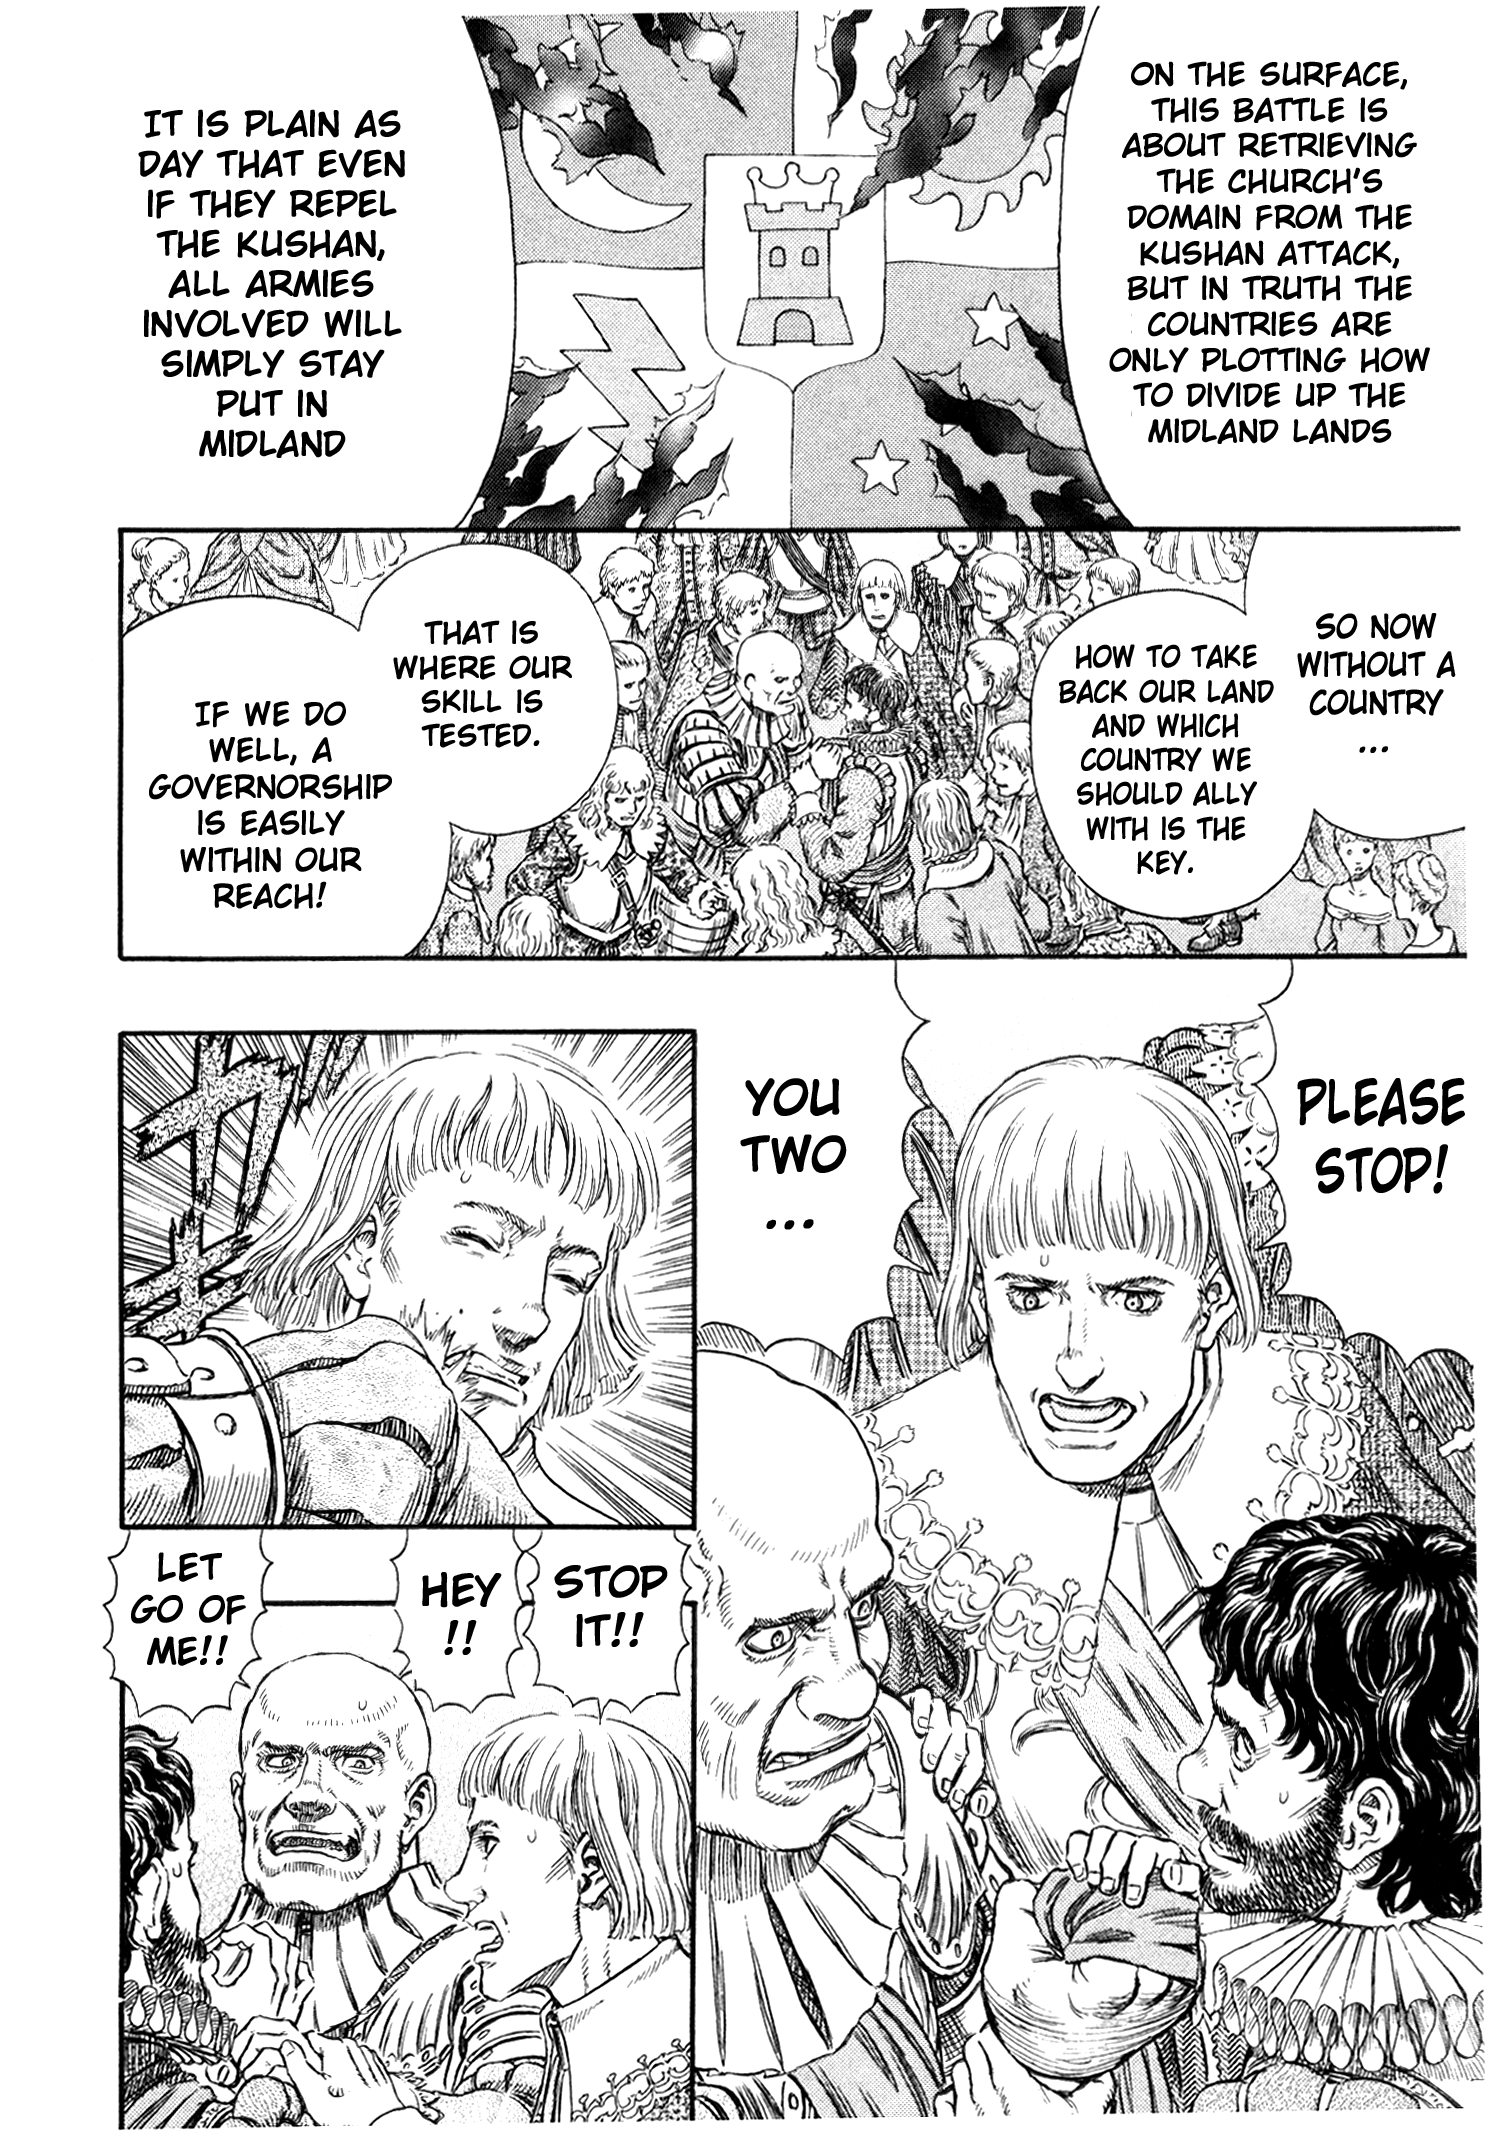 ON THE SURFACE,
THIS BATTLE IS
ABOUT RETRIEVING
THE CHURCH'S
DOMAIN FROM THE
KUSHAN ATTACK,
BUT IN TRUTH THE
COUNTRIES ARE
ONLY PLOTTING HOW
TO DIVIDE UP THE
MIDLAND LANDS
IT IS PLAIN AS
DAY THAT EVEN
IF THEY REPEL
THE KUSHAN,
ALL ARMIES
INVOLVED WILL
SIMPLY STAY
PUT IN
MIDLAND
SO NOW
WITHOUT A
COUNTRY
...
HOW TO TAKE
BACK OUR LAND
AND WHICH
COUNTRY WE
SHOULD ALLY
WITH IS THE
KEY.
THAT IS
WHERE OUR
SKILL IS
TESTED.
IF WE DO
WELL, A
GOVERNORSHIP
IS EASILY
WITHIN OUR
REACH!
PLEASE
STOP!
YOU
TWO
...
ガキ
STOP
IT!!
HEY
!!
LET
GO OF
ME!!